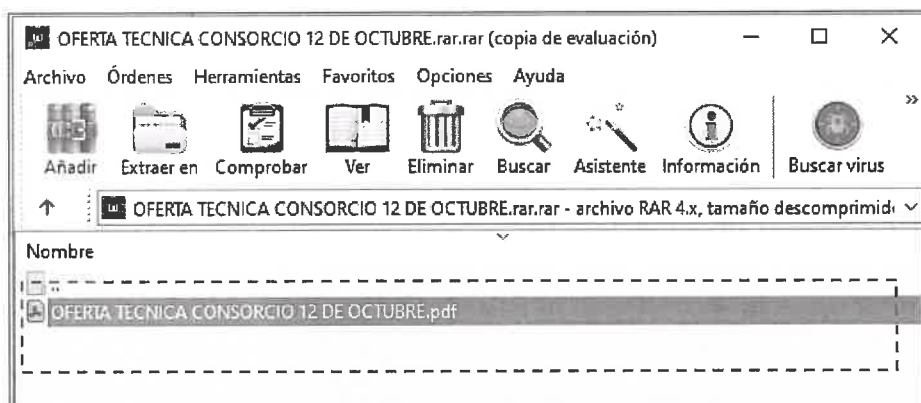 OFERTA TECNICA CONSORCIO 12 DE OCTUBRE.rar.rar (copia de evaluación)
Archivo Órdenes Herramientas Favoritos Opciones Ayuda
Añadir Extraer en Comprobar Ver Eliminar Buscar Asistente Información Buscar virus
OFERTA TECNICA CONSORCIO 12 DE OCTUBRE.rar.rar - archivo RAR 4.x, tamaño descomprimid
Nombre
..
OFERTA TECNICA CONSORCIO 12 DE OCTUBRE.pdf